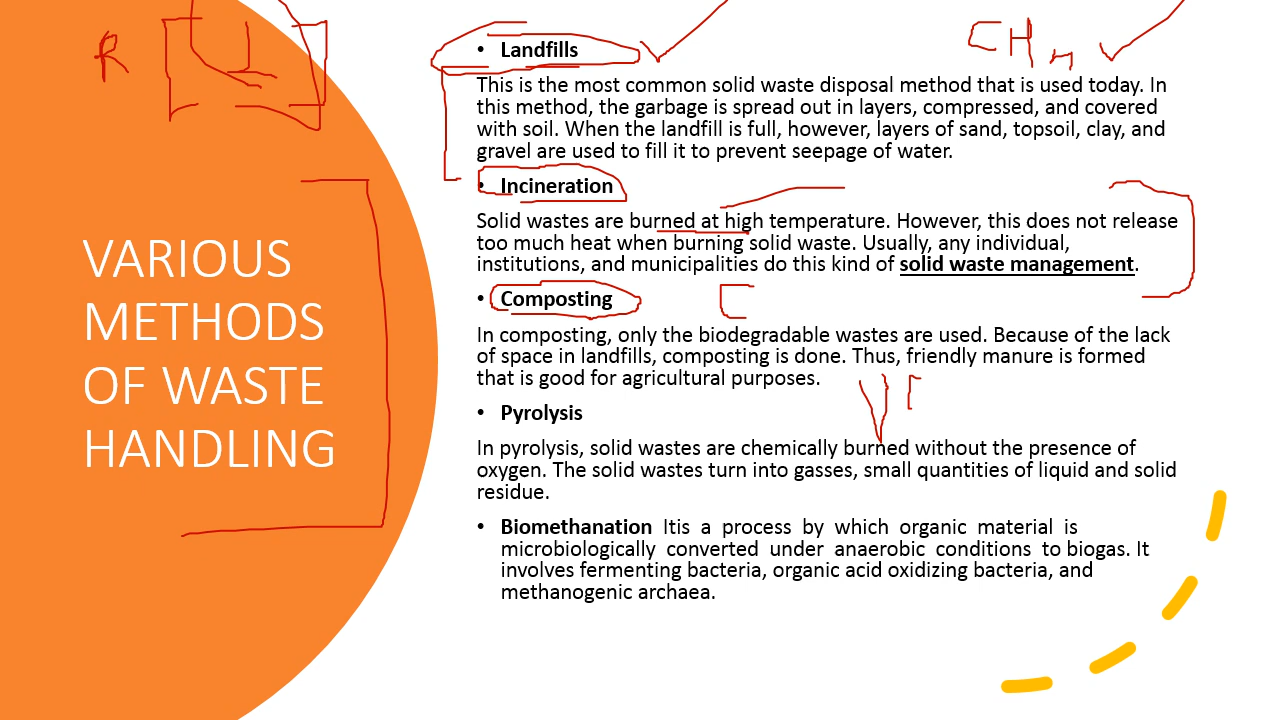 R
CH
VARIOUS
METHODS
OF WASTE
HANDLING
• Landfills
This is the most common solid waste disposal method that is used today. In
this method, the garbage is spread out in layers, compressed, and covered
with soil. When the landfill is full, however, layers of sand, topsoil, clay, and
gravel are used to fill it to prevent seepage of water.
• Incineration
Solid wastes are burned at high temperature. However, this does not release
too much heat when burning solid waste. Usually, any individual,
institutions, and municipalities do this kind of solid waste management.
• Composting
In composting, only the biodegradable wastes are used. Because of the lack
of space in landfills, composting is done. Thus, friendly manure is formed
that is good for agricultural purposes.
• Pyrolysis
In pyrolysis, solid wastes are chemically burned without the presence of
oxygen. The solid wastes turn into gasses, small quantities of liquid and solid
residue.
• Biomethanation Itis a process by which organic material is
microbiologically converted under anaerobic conditions to biogas. It
involves fermenting bacteria, organic acid oxidizing bacteria, and
methanogenic archaea.